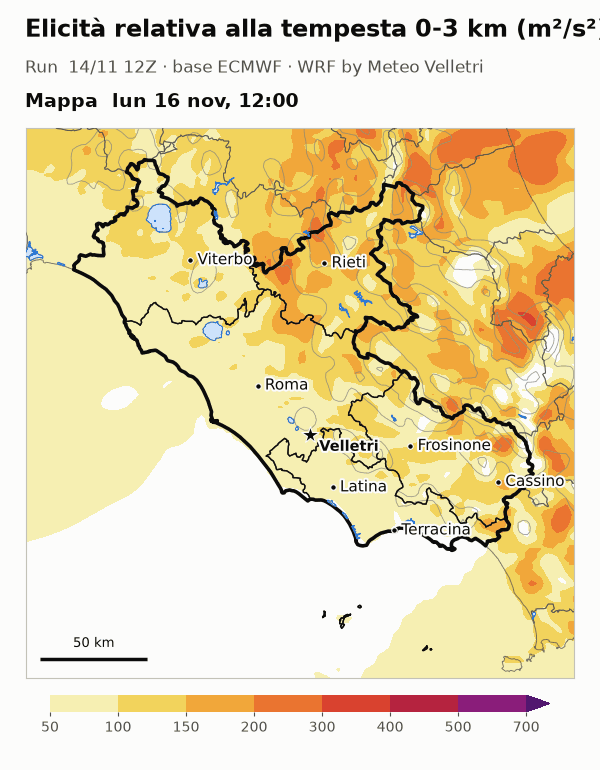 Elicità relativa alla tempesta 0-3 km (m²/s²)
Run 14/11 12Z · base ECMWF · WRF by Meteo Velletri
Mappa lun 16 nov, 12:00
Viterbo
Rieti
Roma
Velletri
Frosinone
Cassino
Latina
Terracina
50 km
50 100 150 200 300 400 500 700